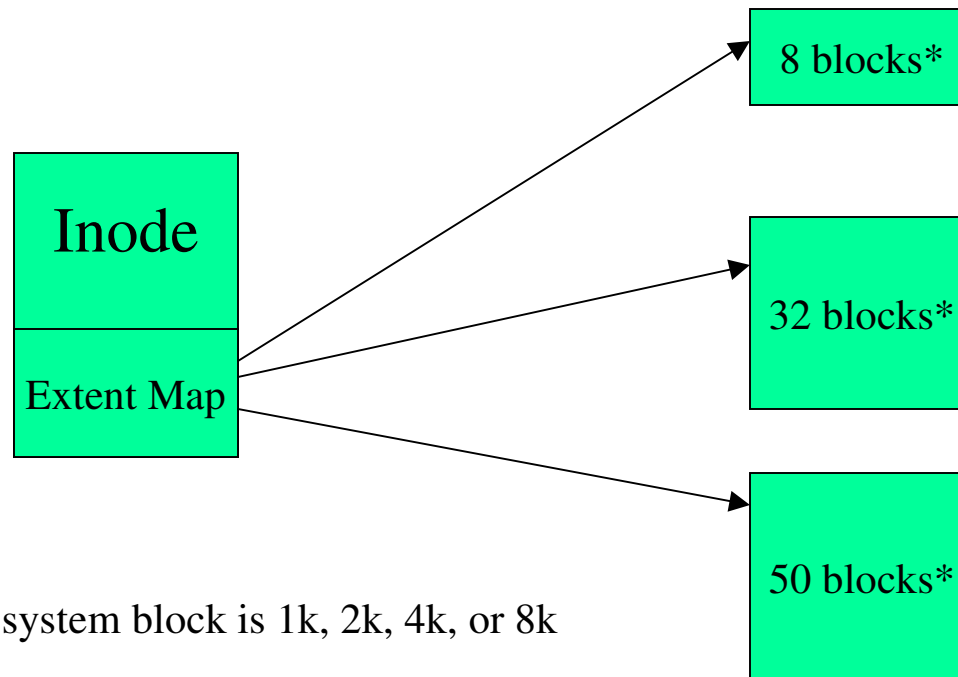 8 blocks*
Inode
32 blocks*
Extent Map
50 blocks*
system block is 1k, 2k, 4k, or 8k